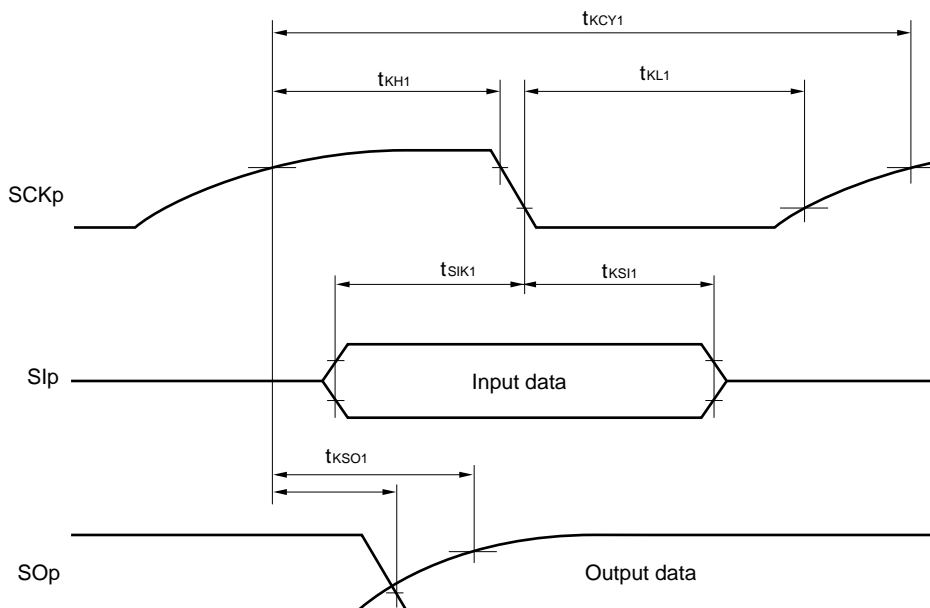 tKCY1
tKH1
tKL1
SCKp
tSIK1
tKSI1
SIp
Input data
tKSO1
SOp
Output data